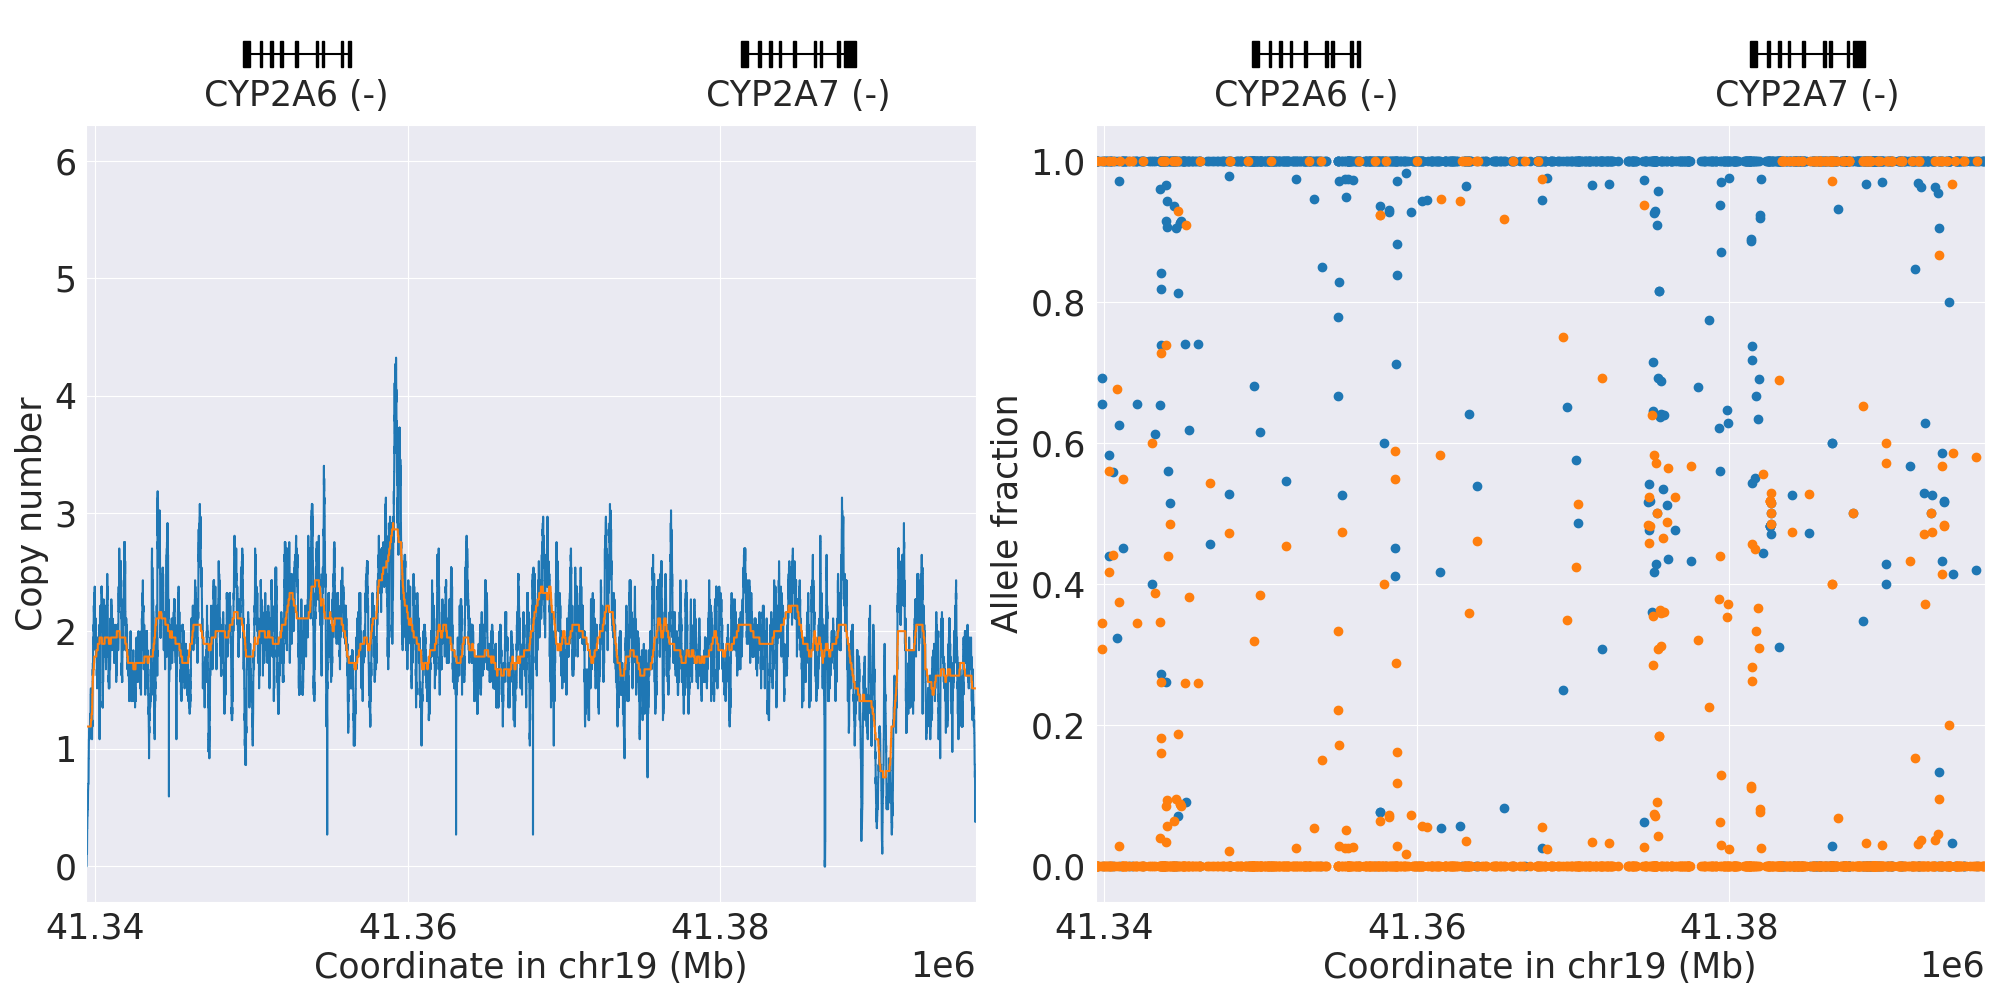 CYP2A6 (-)
CYP2A7 (-)
CYP2A6 (-)
CYP2A7 (-)
Copy number
6
5
4
3
2
1
0
41.34
41.36
41.38
Coordinate in chr19 (Mb)
1e6
Allele fraction
1.0
0.8
0.6
0.4
0.2
0.0
41.34
41.36
41.38
Coordinate in chr19 (Mb)
1e6